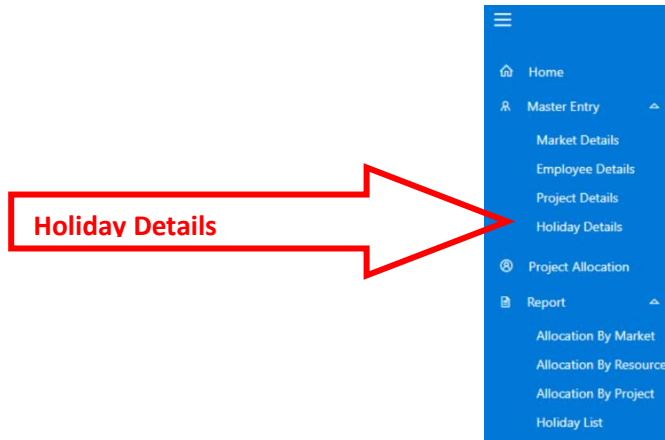 Home
Master Entry
Market Details
Employee Details
Project Details
Holiday Details
Holiday Details
Project Allocation
Report
Allocation By Market
Allocation By Resource
Allocation By Project
Holiday List